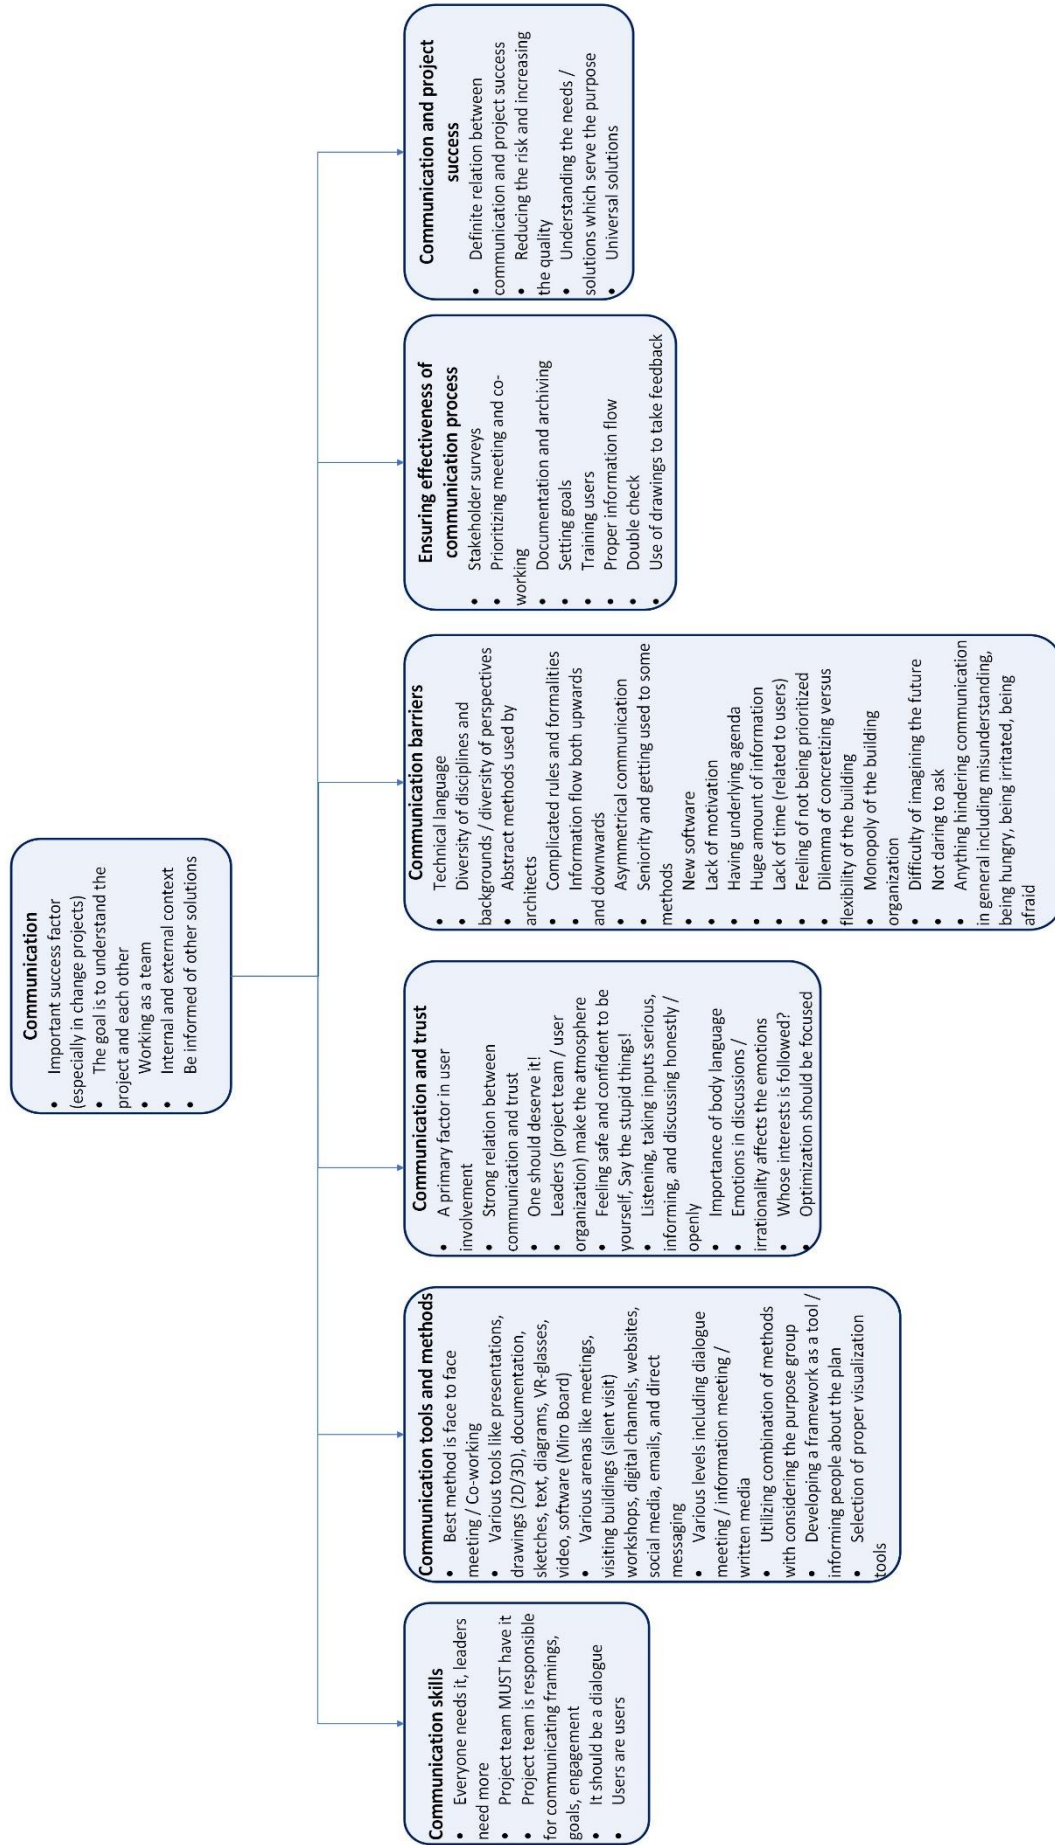 Communication
• Important success factor
(especially in change projects)
• The goal is to understand the
project and each other
• Working as a team
• Internal and external context
• Be informed of other solutions
Communication skills
• Everyone needs it, leaders
need more
• Project team MUST have it
• Project team is responsible
for communicating framings,
goals, engagement
• It should be a dialogue
• Users are users
Communication tools and methods
• Best method is face to face
meeting / Co-working
• Various tools like presentations,
drawings (2D/3D), documentation,
sketches, text, diagrams, VR-glasses,
video, software (Miro Board)
• Various arenas like meetings,
visiting buildings (silent visit)
workshops, digital channels, websites,
social media, emails, and direct
messaging
• Various levels including dialogue
meeting / information meeting /
written media
• Utilizing combination of methods
with considering the purpose group
• Developing a framework as a tool /
informing people about the plan
• Selection of proper visualization
tools
Communication and trust
• A primary factor in user
involvement
• Strong relation between
communication and trust
• One should deserve it!
• Leaders (project team / user
organization) make the atmosphere
• Feeling safe and confident to be
yourself, Say the stupid things!
• Listening, taking inputs serious,
informing, and discussing honestly /
openly
• Importance of body language
• Emotions in discussions /
irrationality affects the emotions
• Whose interests is followed?
• Optimization should be focused
Communication barriers
• Technical language
• Diversity of disciplines and
backgrounds / diversity of perspectives
• Abstract methods used by
architects
• Complicated rules and formalities
• Information flow both upwards
and downwards
• Asymmetrical communication
• Seniority and getting used to some
methods
• New software
• Lack of motivation
• Having underlying agenda
• Huge amount of information
• Lack of time (related to users)
• Feeling of not being prioritized
• Dilemma of concretizing versus
flexibility of the building
• Monopoly of the building
organization
• Difficulty of imagining the future
• Not daring to ask
• Anything hindering communication
in general including misunderstanding,
being hungry, being irritated, being
afraid
Ensuring effectiveness of
communication process
• Stakeholder surveys
• Prioritizing meeting and co-
working
• Documentation and archiving
• Setting goals
• Training users
• Proper information flow
• Double check
• Use of drawings to take feedback
Communication and project
success
• Definite relation between
communication and project success
• Reducing the risk and increasing
the quality
• Understanding the needs /
solutions which serve the purpose
• Universal solutions